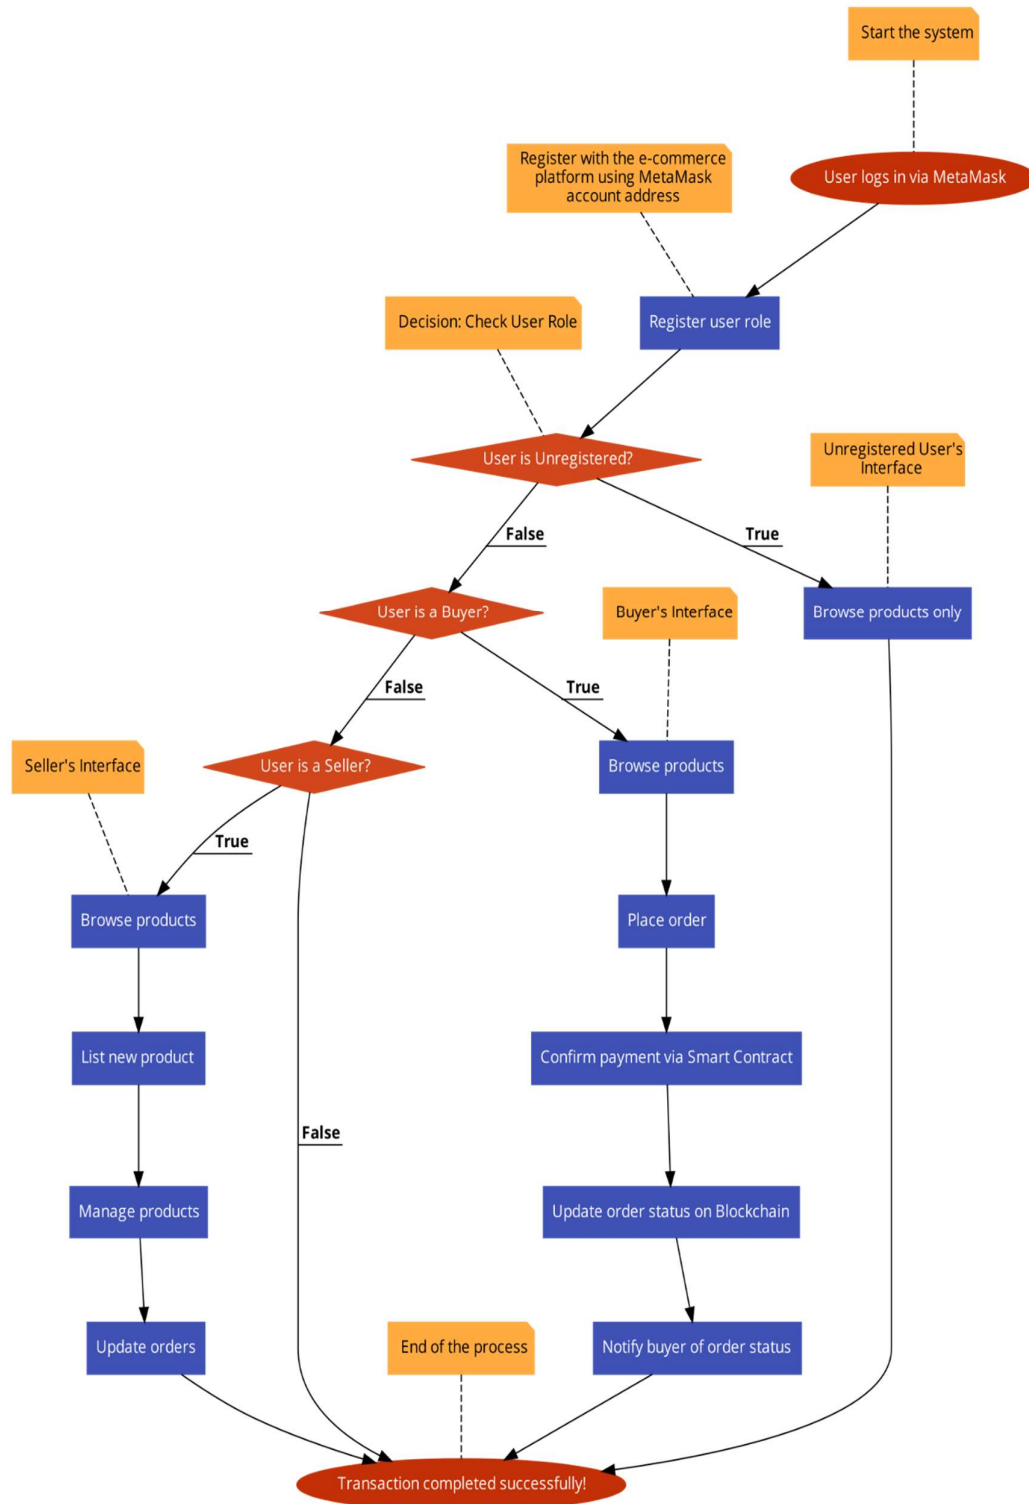 Start the system
Register with the e-commerce
platform using MetaMask
account address
User logs in via MetaMask
Decision: Check User Role
Register user role
User is Unregistered?
Unregistered User's
Interface
False
True
User is a Buyer?
Buyer's Interface
Browse products only
False
True
Seller's Interface
User is a Seller?
Browse products
True
Browse products
Place order
List new product
Confirm payment via Smart Contract
False
Manage products
Update order status on Blockchain
Update orders
End of the process
Notify buyer of order status
Transaction completed successfully!